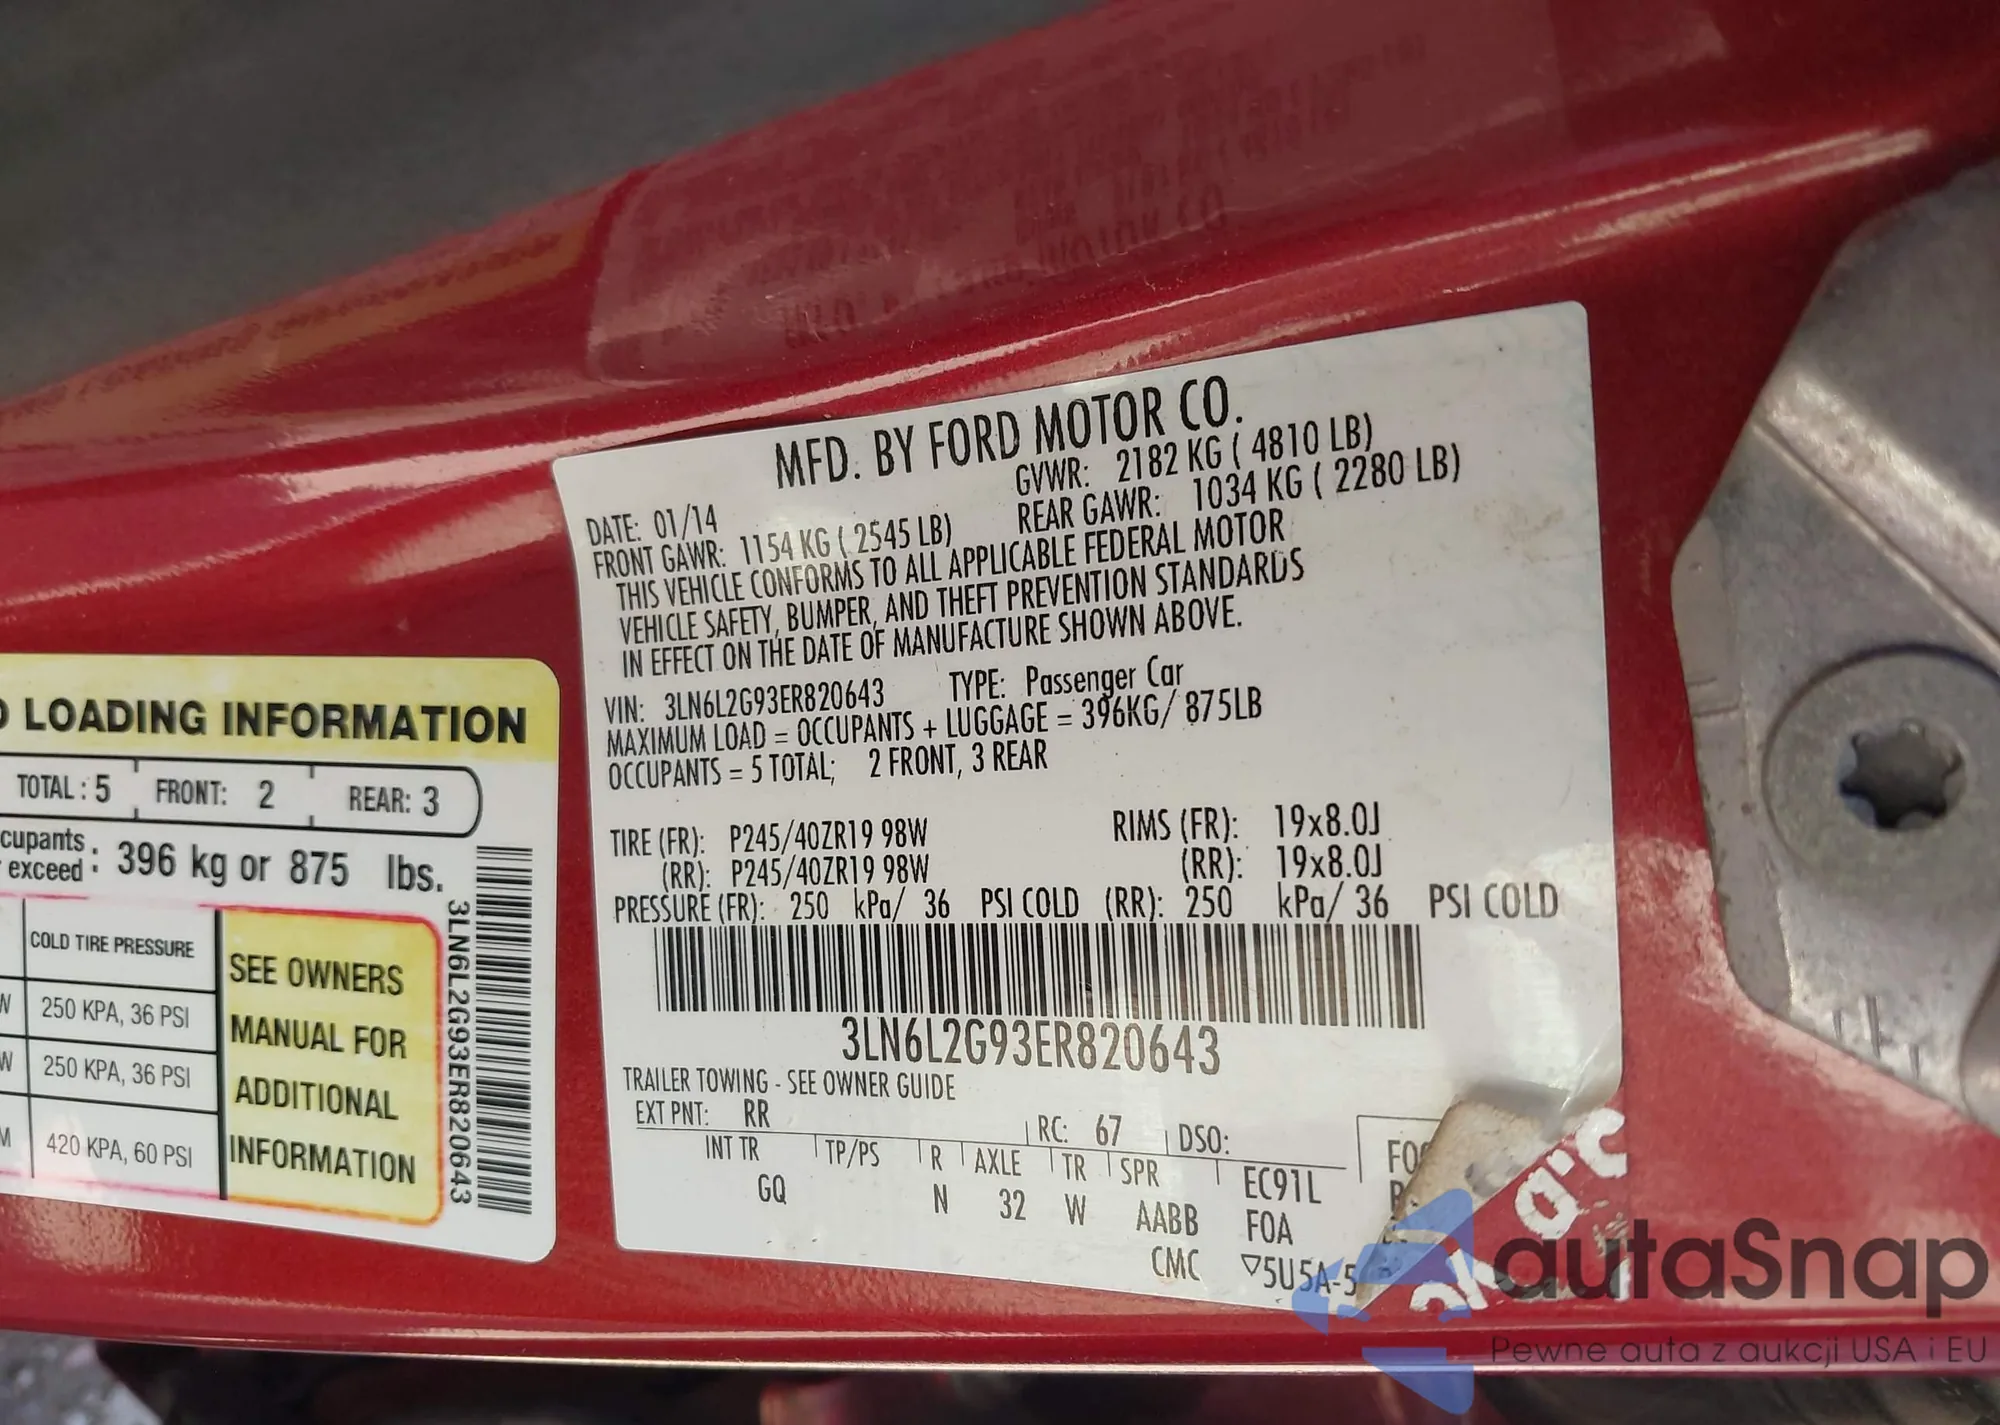 MFD. BY FORD MOTOR CO.
DATE: 01/14 GVWR: 2182 KG ( 4810 LB)
FRONT GAWR: 1154 KG ( 2545 LB) REAR GAWR: 1034 KG ( 2280 LB)
THIS VEHICLE CONFORMS TO ALL APPLICABLE FEDERAL MOTOR
VEHICLE SAFETY, BUMPER, AND THEFT PREVENTION STANDARDS
IN EFFECT ON THE DATE OF MANUFACTURE SHOWN ABOVE.
VIN: 3LN6L2G93ER820643 TYPE: Passenger Car
MAXIMUM LOAD = OCCUPANTS + LUGGAGE = 396KG/ 875LB
OCCUPANTS = 5 TOTAL; 2 FRONT, 3 REAR
TIRE (FR): P245/40ZR19 98W RIMS (FR): 19x8.0J
(RR): P245/40ZR19 98W (RR): 19x8.0J
PRESSURE (FR): 250 kPa/ 36 PSI COLD (RR): 250 kPa/ 36 PSI COLD
3LN6L2G93ER820643
TRAILER TOWING - SEE OWNER GUIDE
EXT PNT: RR RC: 67 DSO:
INT TR TP/PS R AXLE TR SPR EC91L
GQ N 32 W AABB FOA
CMC ▽5U5A-5
LOADING INFORMATION
TOTAL : 5 FRONT: 2 REAR: 3
cupants
exceed : 396 kg or 875 lbs.
COLD TIRE PRESSURE
W 250 KPA, 36 PSI
W 250 KPA, 36 PSI
M 420 KPA, 60 PSI
SEE OWNERS
MANUAL FOR
ADDITIONAL
INFORMATION
3LN6L2G93ER820643
autaSnap
Pewne auta z aukcji USA i EU